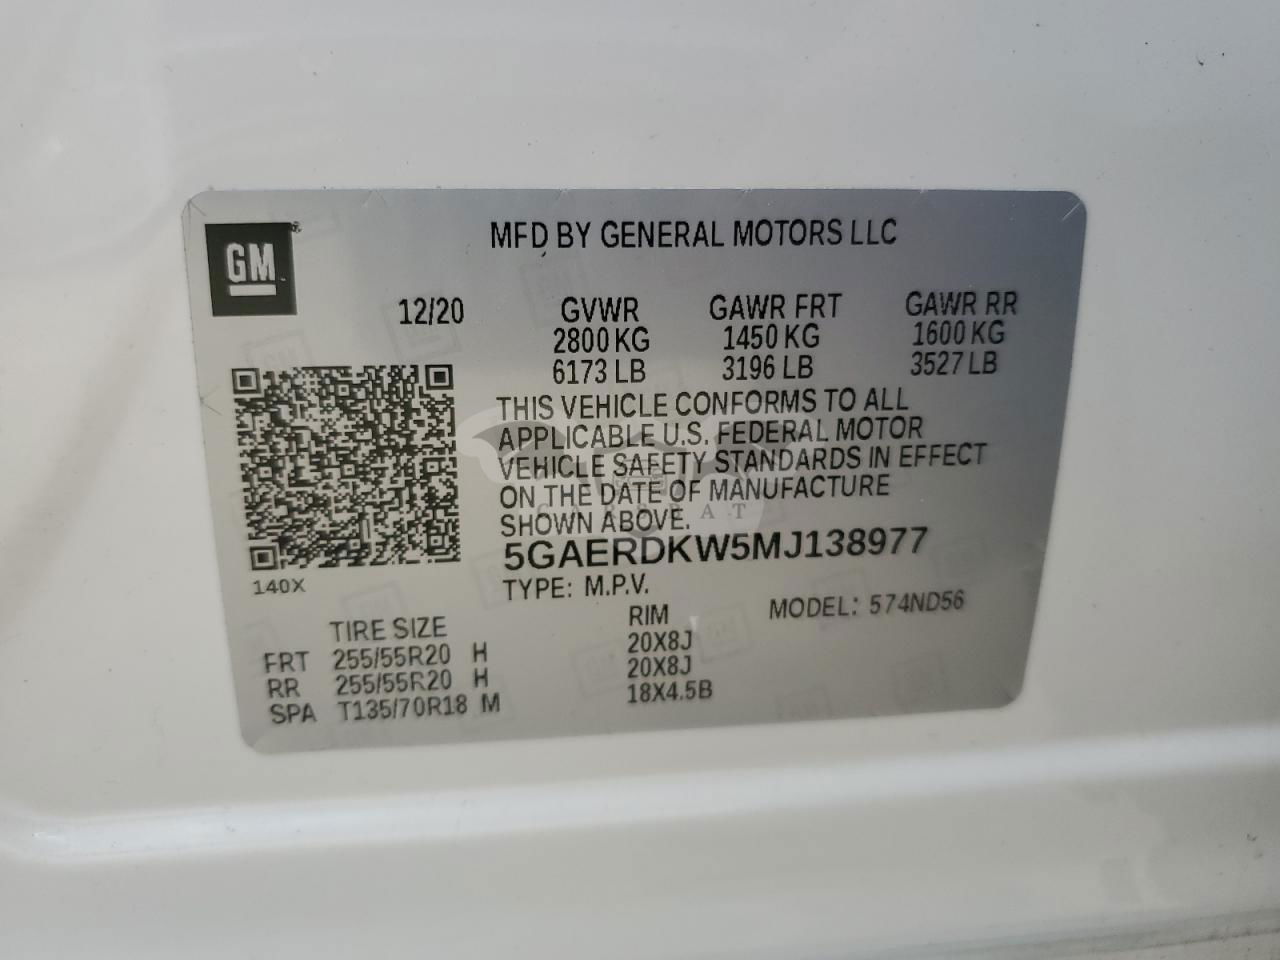 GM
MFD BY GENERAL MOTORS LLC
12/20 GVWR GAWR FRT GAWR RR
2800 KG 1450 KG 1600 KG
6173 LB 3196 LB 3527 LB
THIS VEHICLE CONFORMS TO ALL
APPLICABLE U.S. FEDERAL MOTOR
VEHICLE SAFETY STANDARDS IN EFFECT
ON THE DATE OF MANUFACTURE
SHOWN ABOVE.
5GAERDKW5MJ138977
140X
TYPE: M.P.V. MODEL: 574ND56
TIRE SIZE RIM
FRT 255/55R20 H 20X8J
RR 255/55R20 H 20X8J
SPA T135/70R18 M 18X4.5B